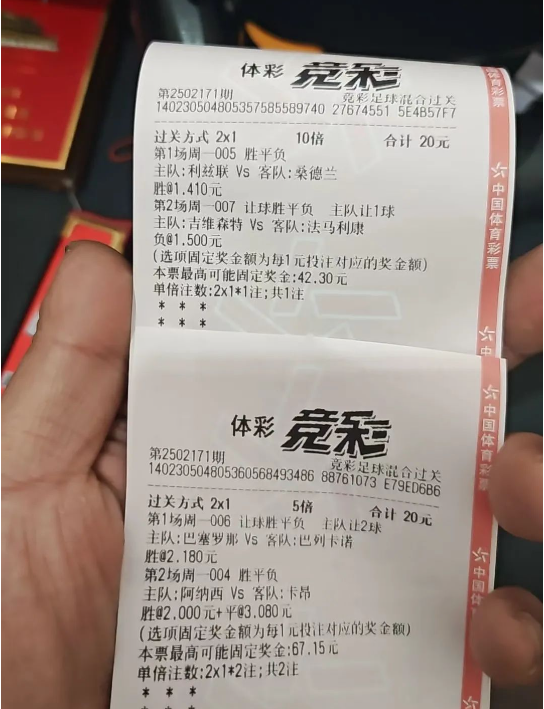 体彩 竞彩
第2502171期 竞彩足球混合过关
140230504805357585589740 27674551 5E4B57F7
过关方式 2x1 10倍 合计 20元
第1场周一005 胜平负
主队:利兹联 Vs 客队:桑德兰
胜@1.410元
第2场周一007 让球胜平负 主队让1球
主队:吉维森特 Vs 客队:法马利康
负@1.500元
(选项固定奖金额为每1元投注对应的奖金额)
本票最高可能固定奖金:42.30元
单倍注数:2x1*1注;共1注
* * *
* * *
体彩 竞彩
第2502171期 竞彩足球混合过关
140230504805360568493486 88761073 E79ED6B6
过关方式 2x1 5倍 合计 20元
第1场周一006 让球胜平负 主队让2球
主队:巴塞罗那 Vs 客队:巴列卡诺
胜@2.180元
第2场周一004 胜平负
主队:阿纳西 Vs 客队:卡昂
胜@2.000元+平@3.080元
(选项固定奖金额为每1元投注对应的奖金额)
本票最高可能固定奖金:67.15元
单倍注数:2x1*2注;共2注
* * *
* * *
体育彩票
中国体育彩票
中
中国体育彩票
中国体